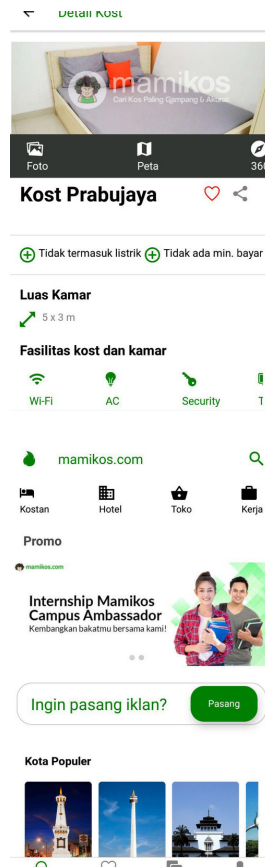 Detail Kost
mamikos
Cari Kos Paling Gampang & Akurat
Foto
Peta
360
Kost Prabujaya
Tidak termasuk listrik
Tidak ada min. bayar
Luas Kamar
5 x 3 m
Fasilitas kost dan kamar
Wi-Fi
AC
Security
T
mamikos.com
Kostan
Hotel
Toko
Kerja
Promo
mamikos.com
Internship Mamikos
Campus Ambassador
Kembangkan bakatmu bersama kami!
Ingin pasang iklan?
Pasang
Kota Populer